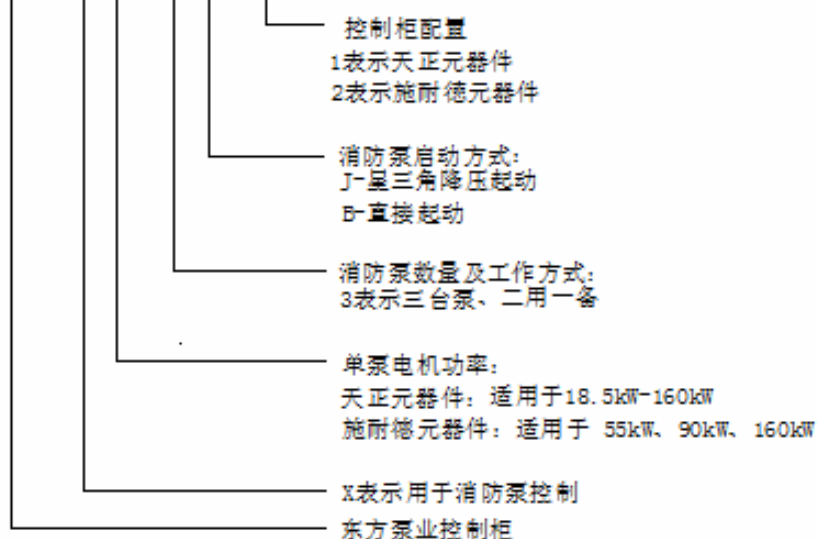 控制柜配置
1表示天正元器件
2表示施耐德元器件
消防泵启动方式：
J-星三角降压起动
B-直接起动
消防泵数量及工作方式：
3表示三台泵、二用一备
单泵电机功率：
天正元器件：适用于18.5kW-160kW
施耐德元器件：适用于 55kW、90kW、160kW
X表示用于消防泵控制
东方泵业控制柜